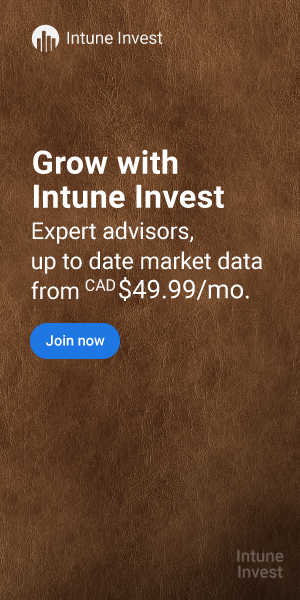 Intune Invest
Grow with
Intune Invest
Expert advisors,
up to date market data
from CAD $49.99/mo.
Join now
Intune
Invest